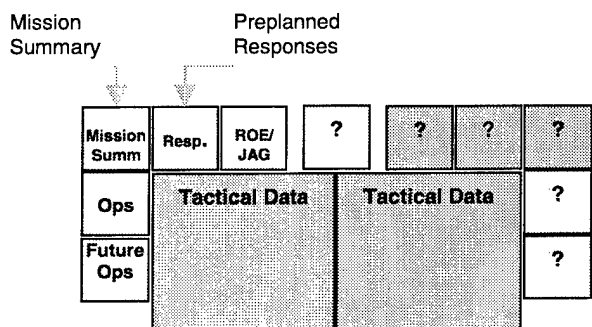 Mission
Summary
Preplanned
Responses
Mission
Summ
Resp.
ROE/
JAG
?
?
?
?
Ops
Tactical Data
Tactical Data
?
Future
Ops
?